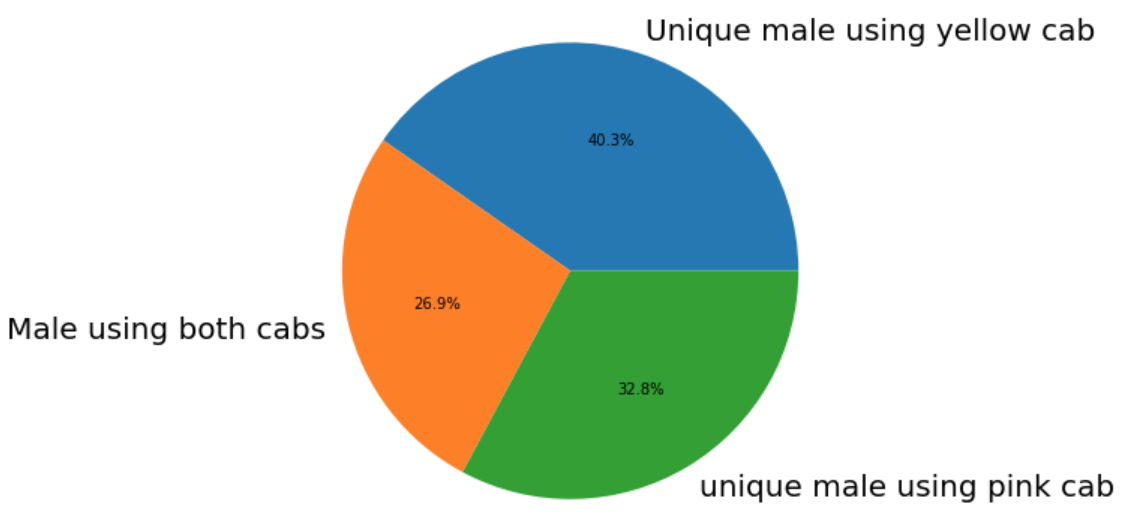 Unique male using yellow cab
40.3%
26.9%
Male using both cabs
32.8%
unique male using pink cab